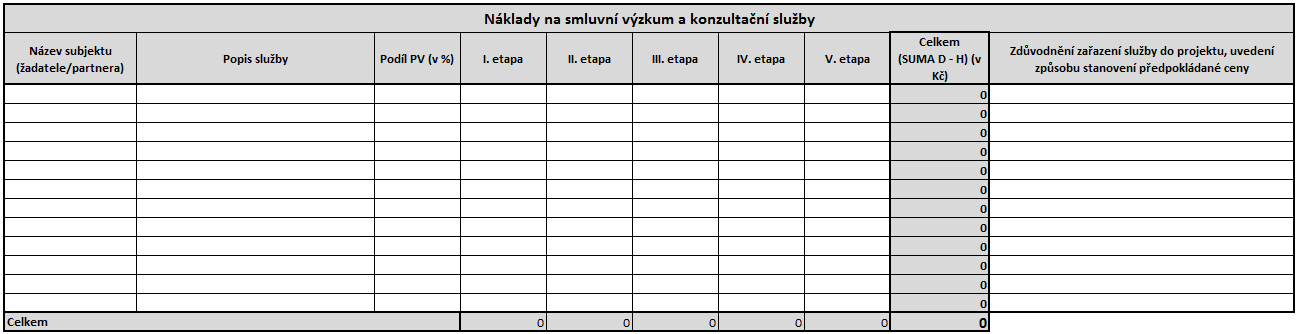 Náklady na smluvní výzkum a konzultační služby
Název subjektu
(žadatele/partnera)
Popis služby
Podíl PV (v %)
I. etapa
II. etapa
III. etapa
IV. etapa
V. etapa
Celkem
(SUMA D - H) (v
Kč)
Zdůvodnění zařazení služby do projektu, uvedení
způsobu stanovení předpokládané ceny
0
0
0
0
0
0
0
0
0
0
0
0
Celkem 0 0 0 0 0 0